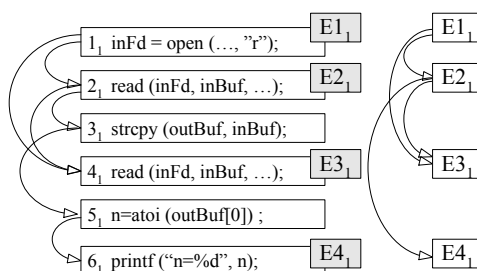 E1₁ E1₁
1₁ inFd = open (…, ”r”);
E2₁ E2₁
2₁ read (inFd, inBuf, …);
3₁ strcpy (outBuf, inBuf);
E3₁ E3₁
4₁ read (inFd, inBuf, …);
5₁ n=atoi (outBuf[0]) ;
E4₁ E4₁
6₁ printf (“n=%d”, n);